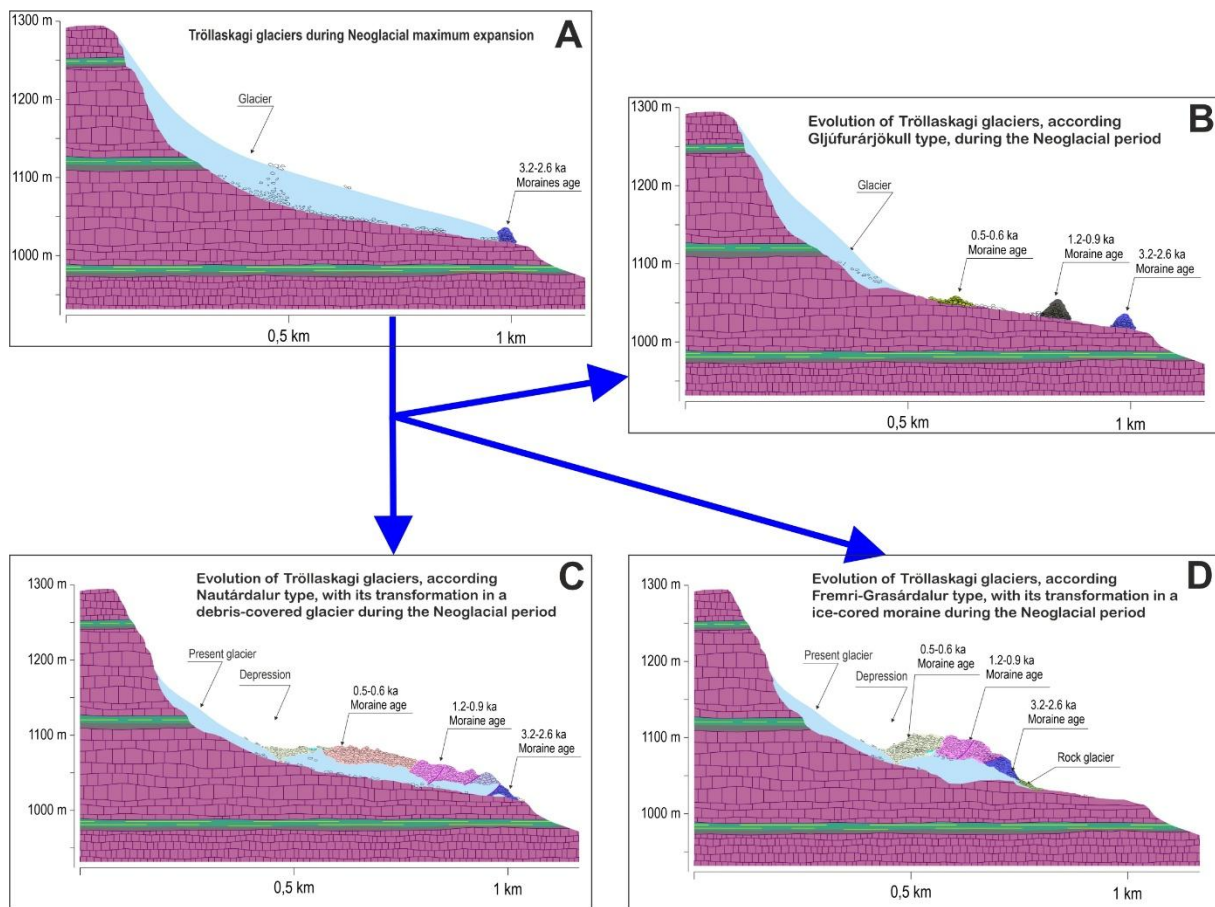 1300 m
Tröllaskagi glaciers during Neoglacial maximum expansion
A
1200 m
Glacier
3.2-2.6 ka
Moraines age
1100 m
1000 m
0,5 km
1 km
1300 m
Evolution of Tröllaskagi glaciers, according
Gljúfurárjökull type, during the Neoglacial period
B
1200 m
Glacier
0.5-0.6 ka
Moraine age
1.2-0.9 ka
Moraine age
3.2-2.6 ka
Moraine age
1100 m
1000 m
0,5 km
1 km
1300 m
Evolution of Tröllaskagi glaciers, according
Nautárdalur type, with its transformation in a
debris-covered glacier during the Neoglacial period
C
1200 m
Present glacier
Depression
0.5-0.6 ka
Moraine age
1.2-0.9 ka
Moraine age
3.2-2.6 ka
Moraine age
1100 m
1000 m
0,5 km
1 km
1300 m
Evolution of Tröllaskagi glaciers, according
Fremri-Grasárdalur type, with its transformation in a
ice-cored moraine during the Neoglacial period
D
1200 m
Present glacier
Depression
0.5-0.6 ka
Moraine age
1.2-0.9 ka
Moraine age
3.2-2.6 ka
Moraine age
Rock glacier
1100 m
1000 m
0,5 km
1 km